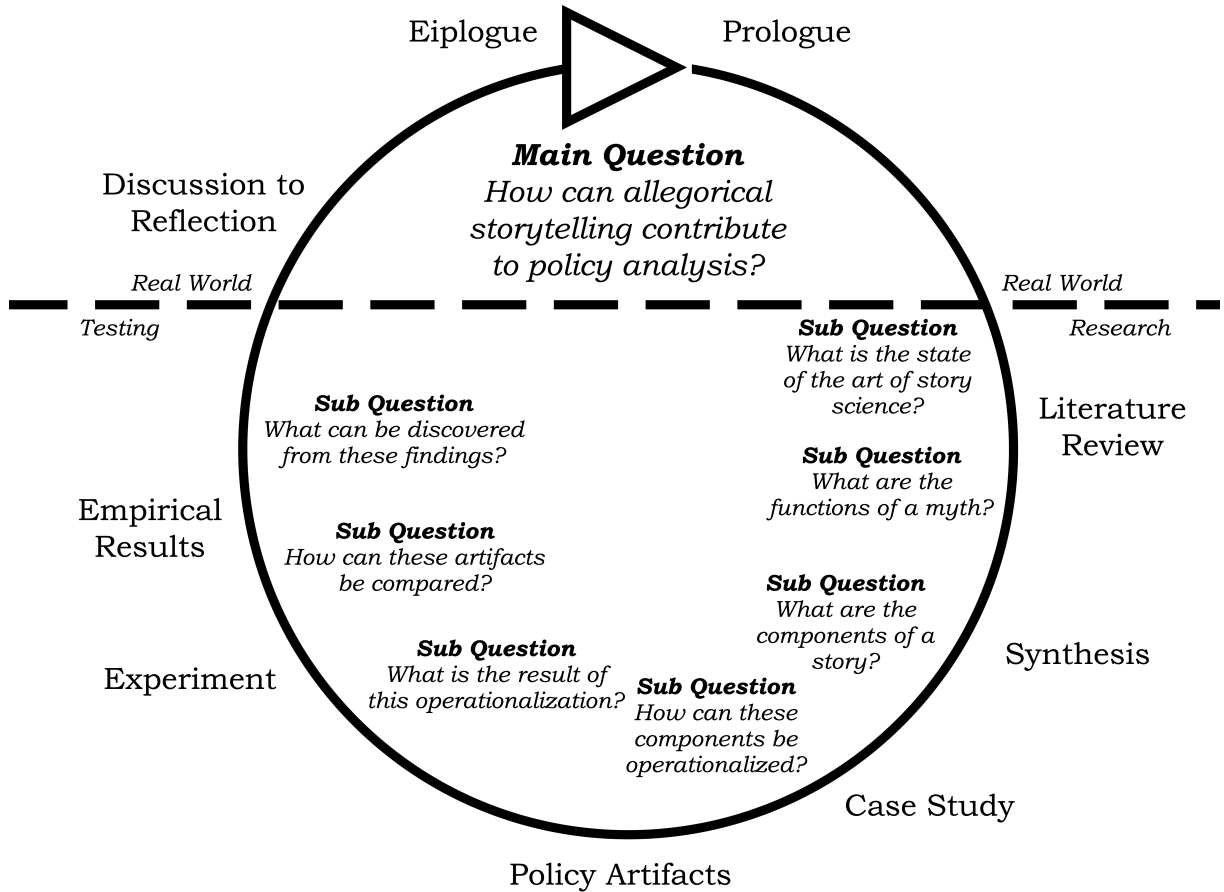 Eiplogue
Prologue
Main Question
How can allegorical
storytelling contribute
to policy analysis?
Discussion to
Reflection
Real World
Real World
Testing
Research
Sub Question
What is the state
of the art of story
science?
Literature
Review
Sub Question
What can be discovered
from these findings?
Sub Question
What are the
functions of a myth?
Empirical
Results
Sub Question
How can these artifacts
be compared?
Sub Question
What are the
components of a
story?
Synthesis
Experiment
Sub Question
What is the result of
this operationalization?
Sub Question
How can these
components be
operationalized?
Case Study
Policy Artifacts